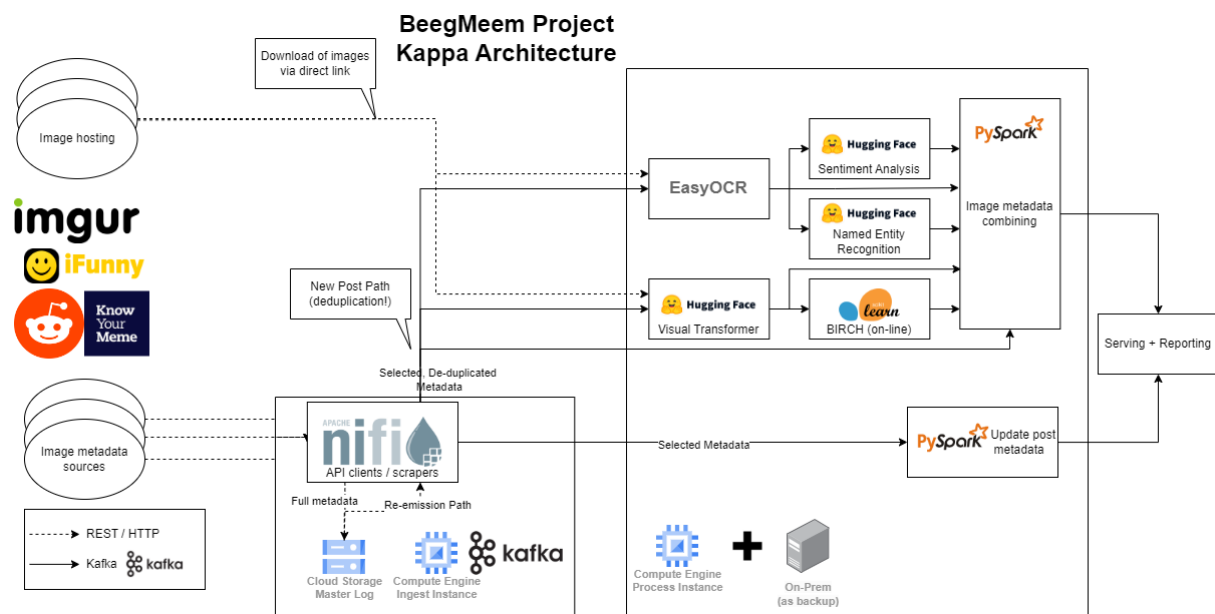 BeegMeem Project
Kappa Architecture
Download of images
via direct link
Image hosting
imgur
iFunny
Know
Your
Meme
New Post Path
(deduplication!)
EasyOCR
Hugging Face
Sentiment Analysis
Hugging Face
Named Entity
Recognition
Hugging Face
Visual Transformer
learn
BIRCH (on-line)
PySpark
Image metadata
combining
Serving + Reporting
Selected, De-duplicated
Metadata
Image metadata
sources
APACHE
nifi
API clients / scrapers
Selected Metadata
PySpark
Update post
metadata
Full metadata
Re-emission Path
REST / HTTP
Kafka
kafka
Cloud Storage
Master Log
Compute Engine
Ingest Instance
kafka
Compute Engine
Process Instance
On-Prem
(as backup)